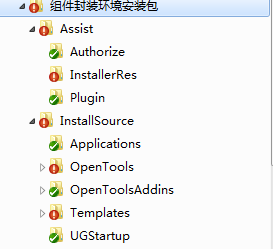 组件封装环境安装包
Assist
Authorize
InstallerRes
Plugin
InstallSource
Applications
OpenTools
OpenToolsAddins
Templates
UGStartup